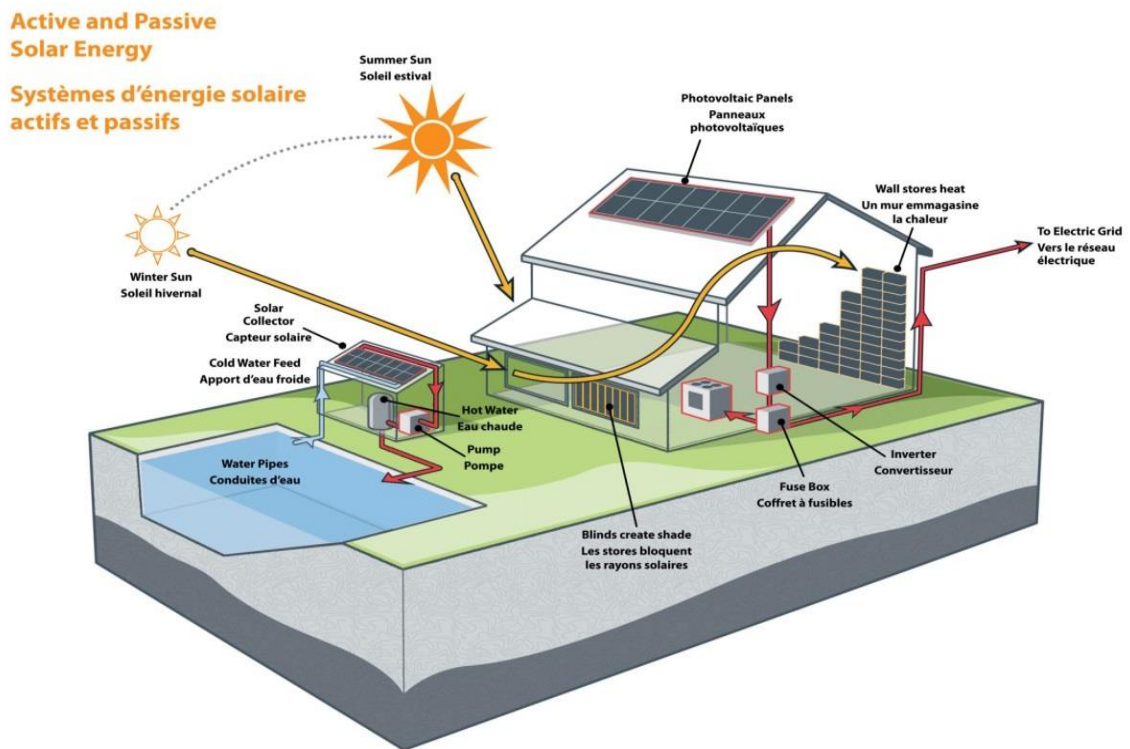 Active and Passive
Solar Energy
Systèmes d'énergie solaire
actifs et passifs
Summer Sun
Soleil estival
Photovoltaic Panels
Panneaux
photovoltaïques
Wall stores heat
Un mur emmagasine
la chaleur
To Electric Grid
Vers le réseau
électrique
Winter Sun
Soleil hivernal
Solar
Collector
Capteur solaire
Cold Water Feed
Apport d'eau froide
Hot Water
Eau chaude
Pump
Pompe
Water Pipes
Conduites d'eau
Inverter
Convertisseur
Fuse Box
Coffret à fusibles
Blinds create shade
Les stores bloquent
les rayons solaires